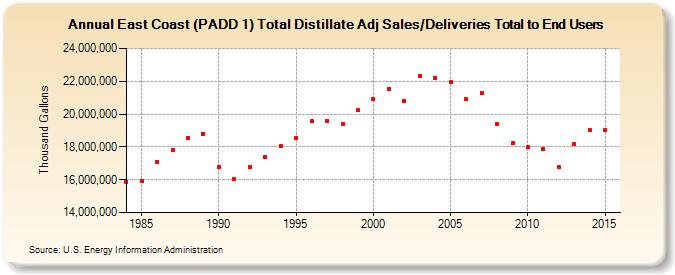 Annual East Coast (PADD 1) Total Distillate Adj Sales/Deliveries Total to End Users
Thousand Gallons
24,000,000
22,000,000
20,000,000
18,000,000
16,000,000
14,000,000
1985 1990 1995 2000 2005 2010 2015
Source: U.S. Energy Information Administration